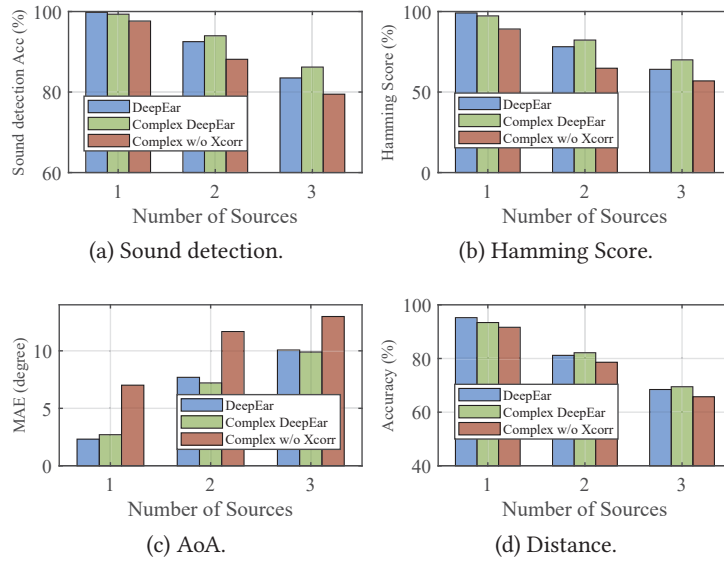 Sound detection Acc (%)
100
80
60
DeepEar
Complex DeepEar
Complex w/o Xcorr
1 2 3
Number of Sources
(a) Sound detection.
Hamming Score (%)
100
50
0
DeepEar
Complex DeepEar
Complex w/o Xcorr
1 2 3
Number of Sources
(b) Hamming Score.
MAE (degree)
10
5
0
DeepEar
Complex DeepEar
Complex w/o Xcorr
1 2 3
Number of Sources
(c) AoA.
Accuracy (%)
100
80
60
40
DeepEar
Complex DeepEar
Complex w/o Xcorr
1 2 3
Number of Sources
(d) Distance.